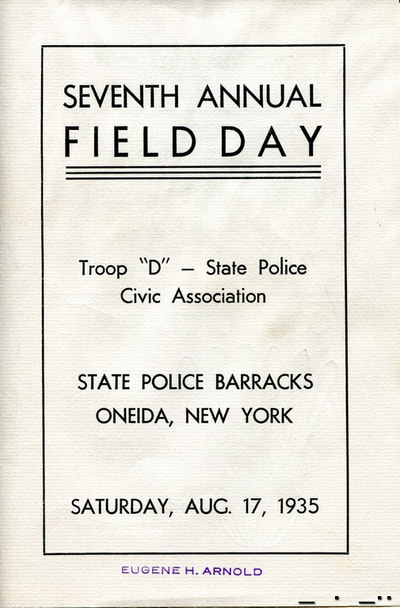 SEVENTH ANNUAL
FIELD DAY
Troop "D" – State Police
Civic Association
STATE POLICE BARRACKS
ONEIDA, NEW YORK
SATURDAY, AUG. 17, 1935
EUGENE H. ARNOLD